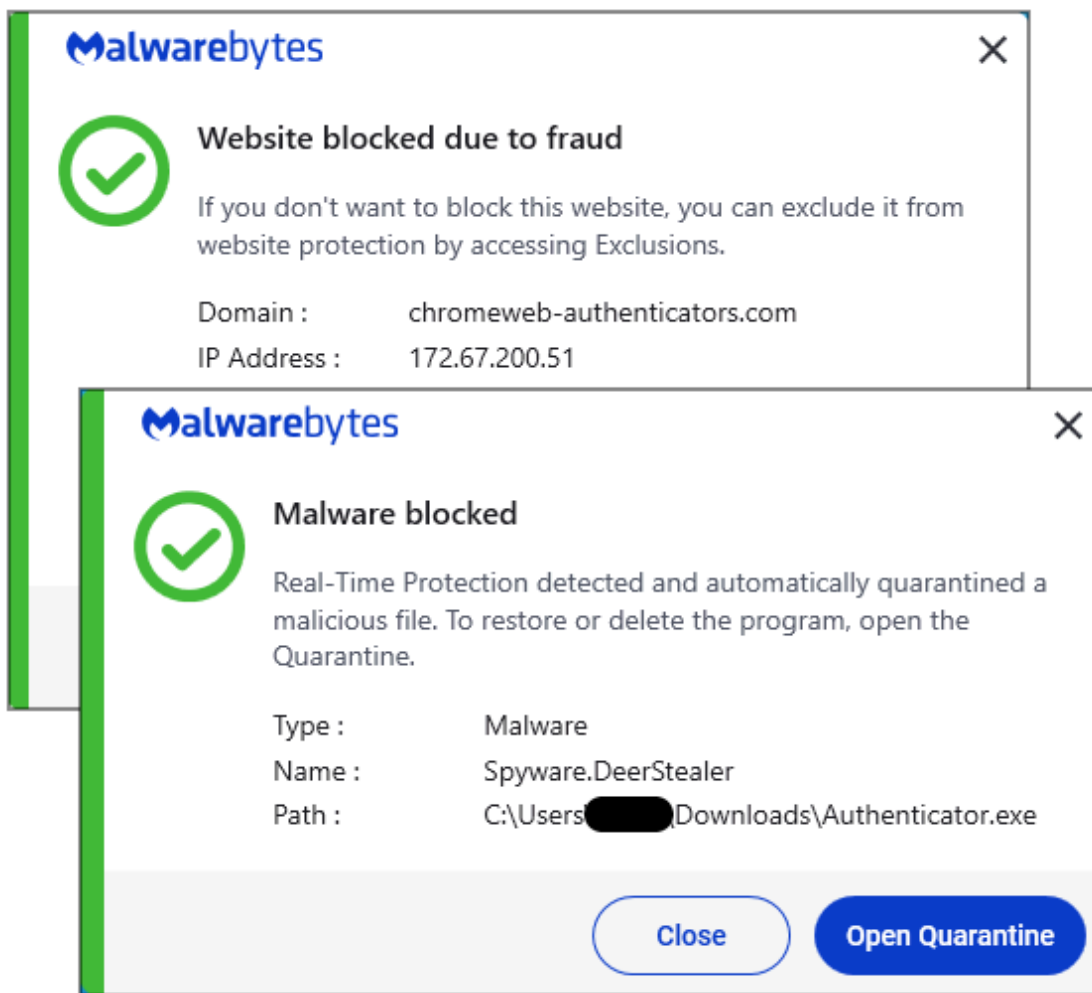 Malwarebytes
Website blocked due to fraud
If you don't want to block this website, you can exclude it from
website protection by accessing Exclusions.
Domain : chromeweb-authenticators.com
IP Address : 172.67.200.51
Malwarebytes
Malware blocked
Real-Time Protection detected and automatically quarantined a
malicious file. To restore or delete the program, open the
Quarantine.
Type : Malware
Name : Spyware.DeerStealer
Path : C:\Users\ \Downloads\Authenticator.exe
Close Open Quarantine